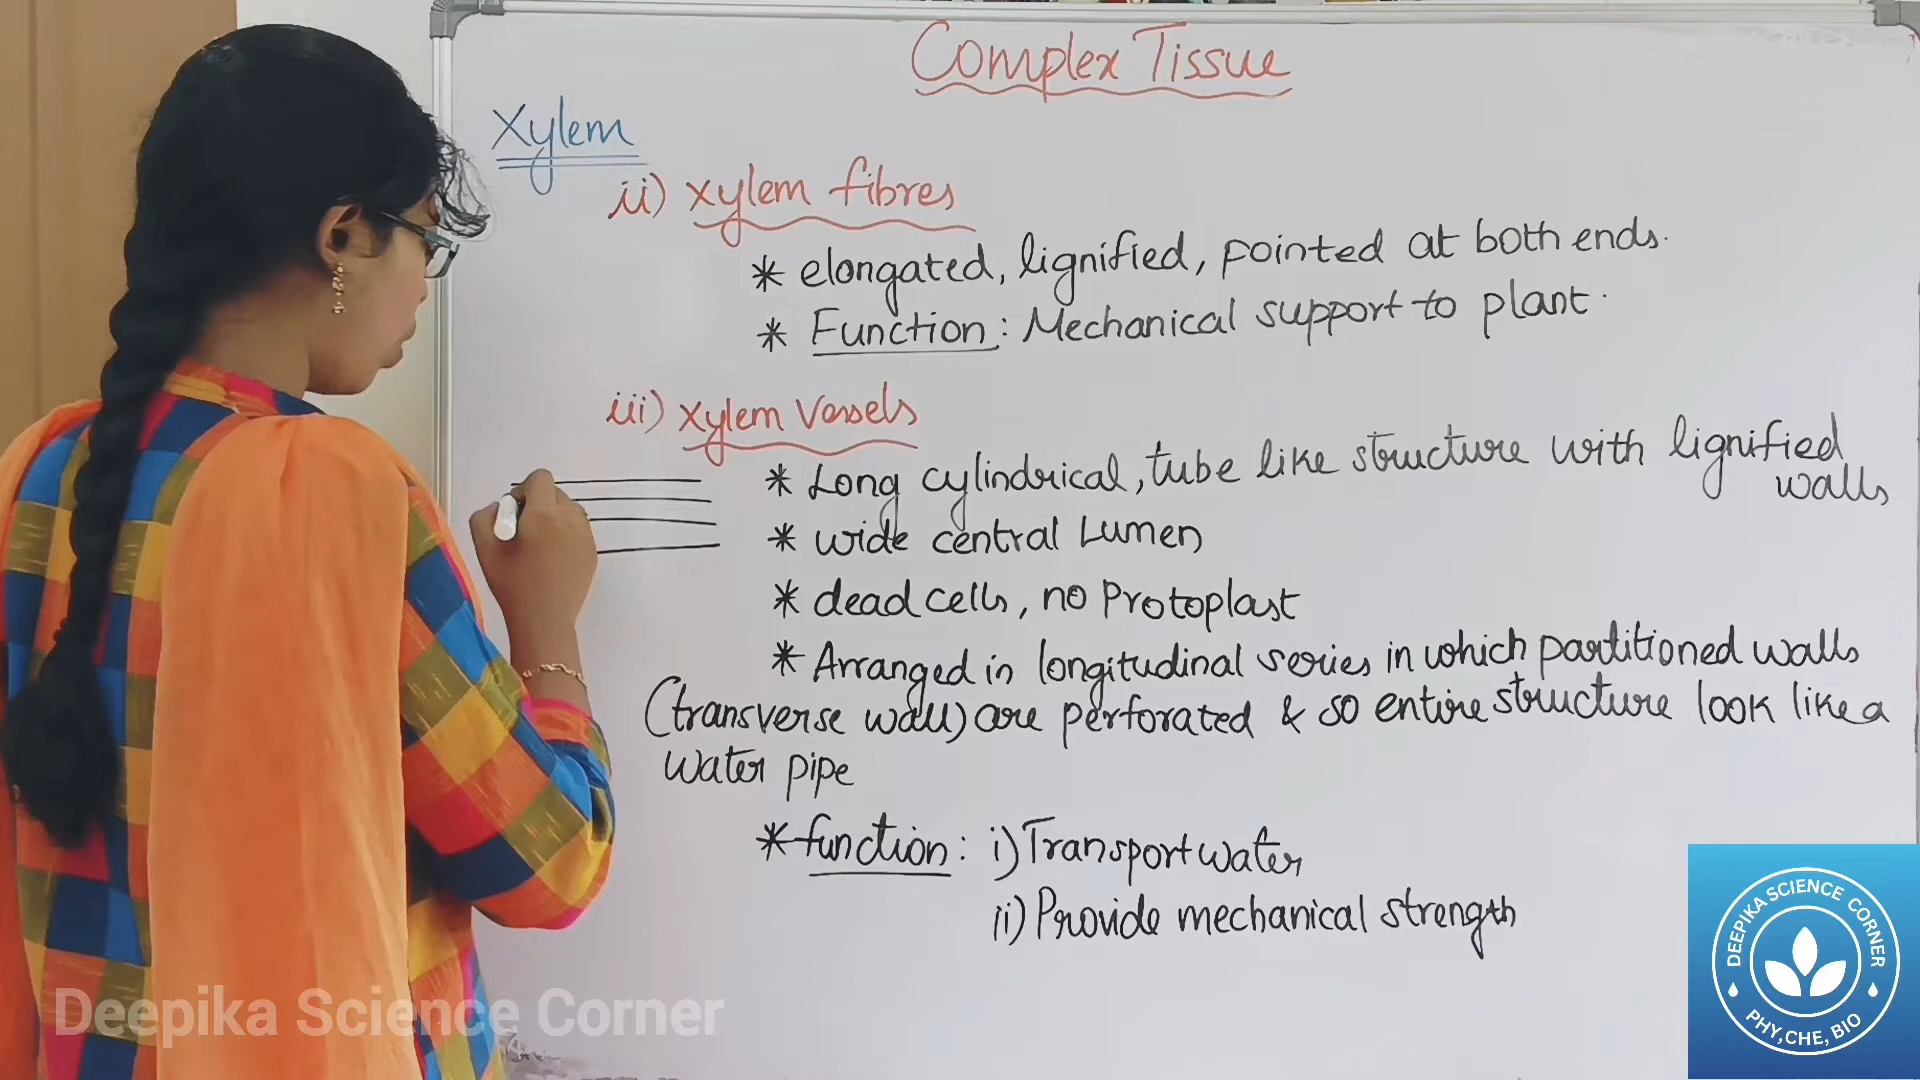 Complex Tissue
Xylem
ii) xylem fibres
* elongated, lignified, pointed at both ends.
* Function: Mechanical support to plant.
iii) xylem Vessels
* Long cylindrical, tube like structure with lignified
walls
* wide central Lumen
* dead cells, no Protoplast
* Arranged in longitudinal series in which partitioned walls
(transverse wall) are perforated & so entire structure look like a
water pipe
* function: i) Transport water
ii) Provide mechanical strength
DEEPIKA SCIENCE CORNER
PHY, CHE, BIO
Deepika Science Corner